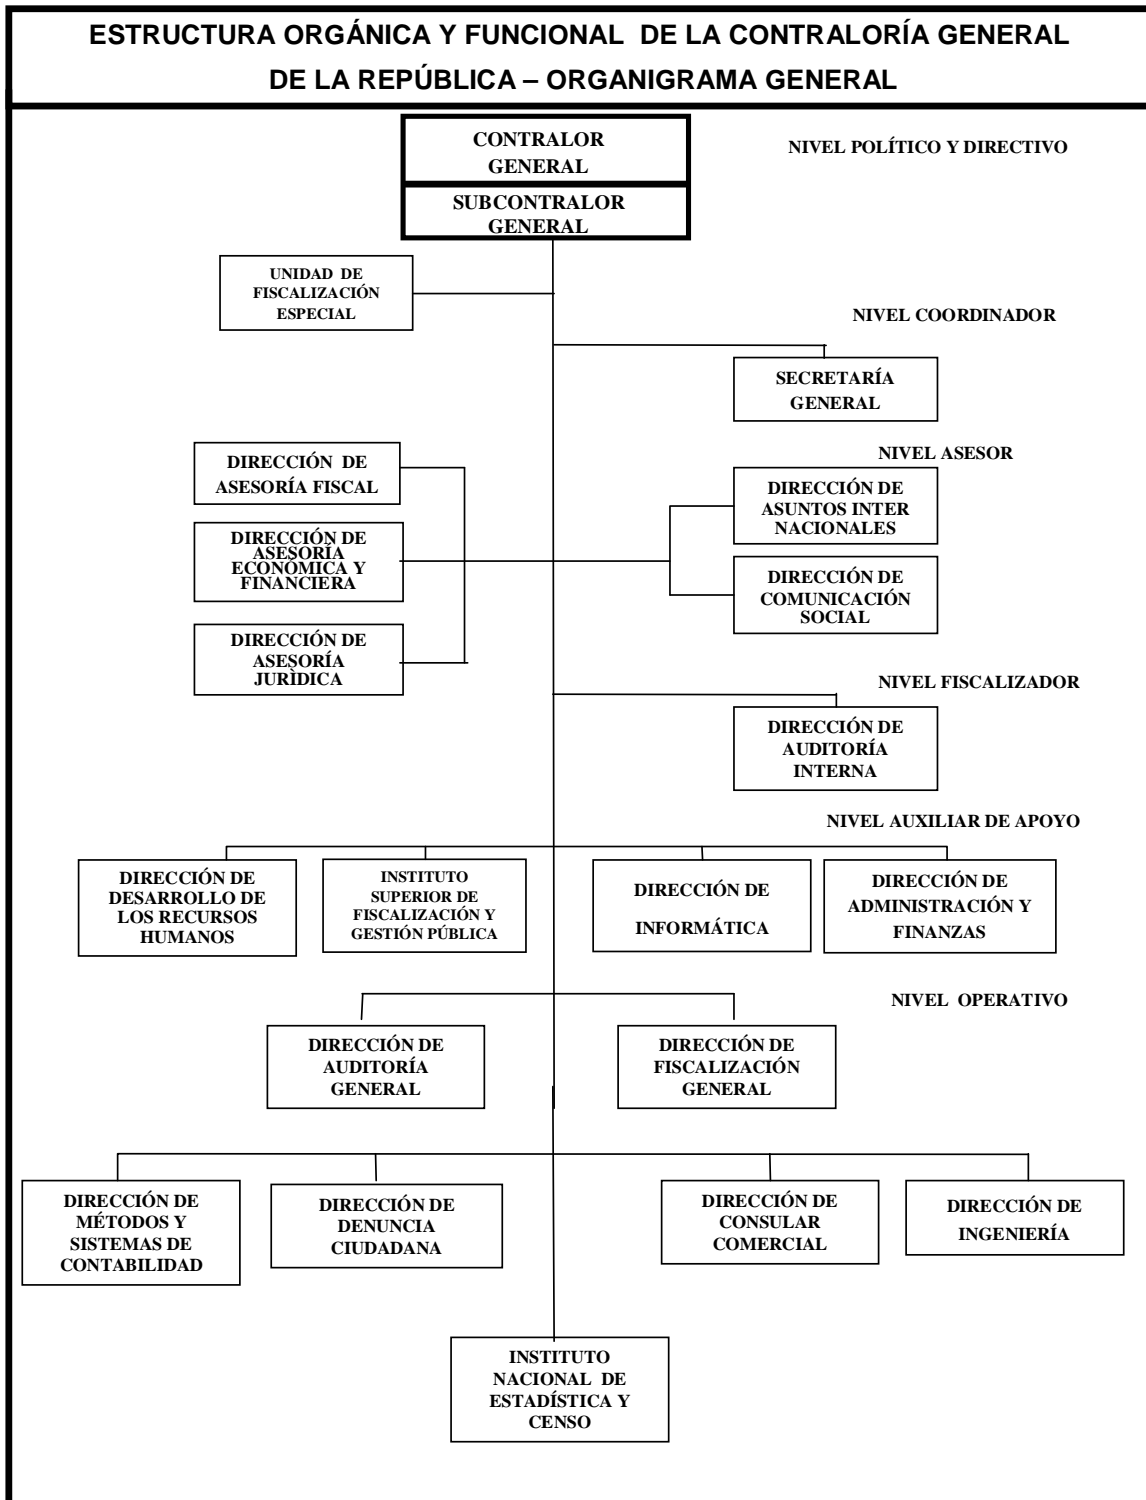 ESTRUCTURA ORGÁNICA Y FUNCIONAL DE LA CONTRALORÍA GENERAL
DE LA REPÚBLICA – ORGANIGRAMA GENERAL
CONTRALOR
GENERAL
NIVEL POLÍTICO Y DIRECTIVO
SUBCONTRALOR
GENERAL
UNIDAD DE
FISCALIZACIÓN
ESPECIAL
NIVEL COORDINADOR
SECRETARÍA
GENERAL
DIRECCIÓN DE
ASESORÍA FISCAL
NIVEL ASESOR
DIRECCIÓN DE
ASUNTOS INTER
NACIONALES
DIRECCIÓN DE
ASESORÍA
ECONÓMICA Y
FINANCIERA
DIRECCIÓN DE
COMUNICACIÓN
SOCIAL
DIRECCIÓN DE
ASESORÍA
JURÌDICA
NIVEL FISCALIZADOR
DIRECCIÓN DE
AUDITORÍA
INTERNA
NIVEL AUXILIAR DE APOYO
DIRECCIÓN DE
DESARROLLO DE
LOS RECURSOS
HUMANOS
INSTITUTO
SUPERIOR DE
FISCALIZACIÓN Y
GESTIÓN PÚBLICA
DIRECCIÓN DE
INFORMÁTICA
DIRECCIÓN DE
ADMINISTRACIÓN Y
FINANZAS
NIVEL OPERATIVO
DIRECCIÓN DE
AUDITORÍA
GENERAL
DIRECCIÓN DE
FISCALIZACIÓN
GENERAL
DIRECCIÓN DE
MÉTODOS Y
SISTEMAS DE
CONTABILIDAD
DIRECCIÓN DE
DENUNCIA
CIUDADANA
DIRECCIÓN DE
CONSULAR
COMERCIAL
DIRECCIÓN DE
INGENIERÍA
INSTITUTO
NACIONAL DE
ESTADÍSTICA Y
CENSO